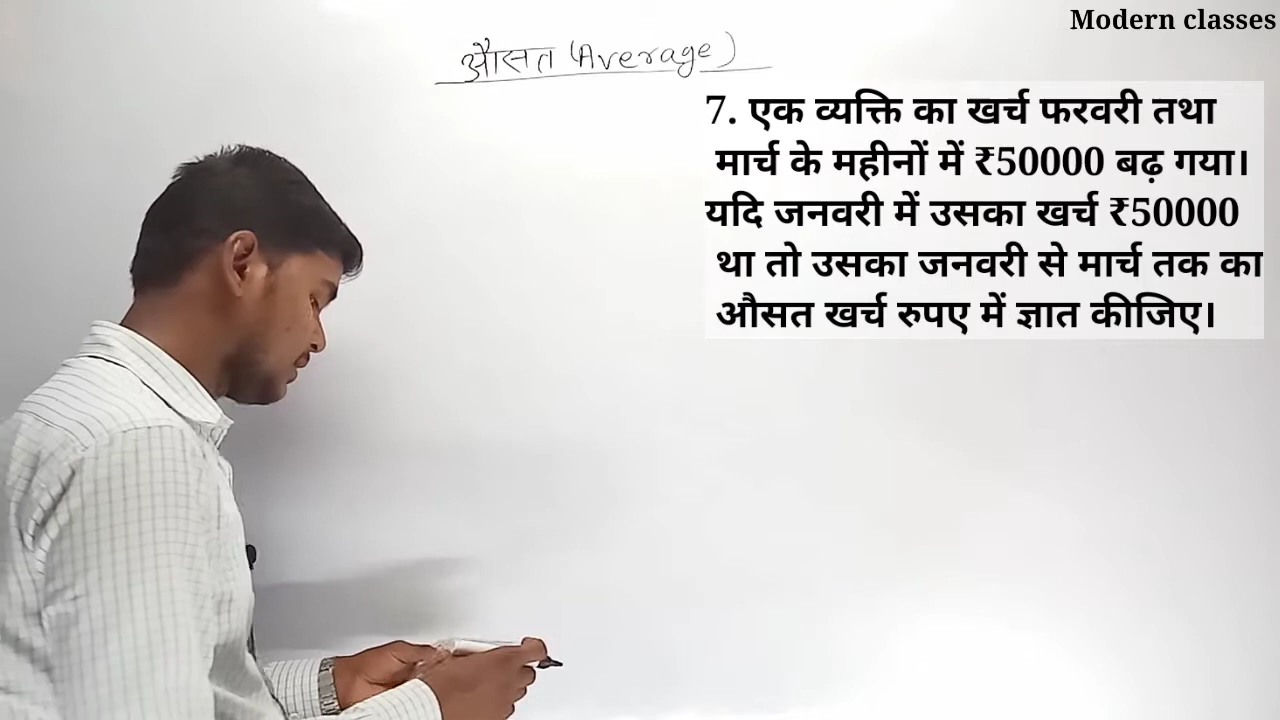 Modern classes
औसत (Average)
7. एक व्यक्ति का खर्च फरवरी तथा
मार्च के महीनों में ₹50000 बढ़ गया।
यदि जनवरी में उसका खर्च ₹50000
था तो उसका जनवरी से मार्च तक का
औसत खर्च रुपए में ज्ञात कीजिए।